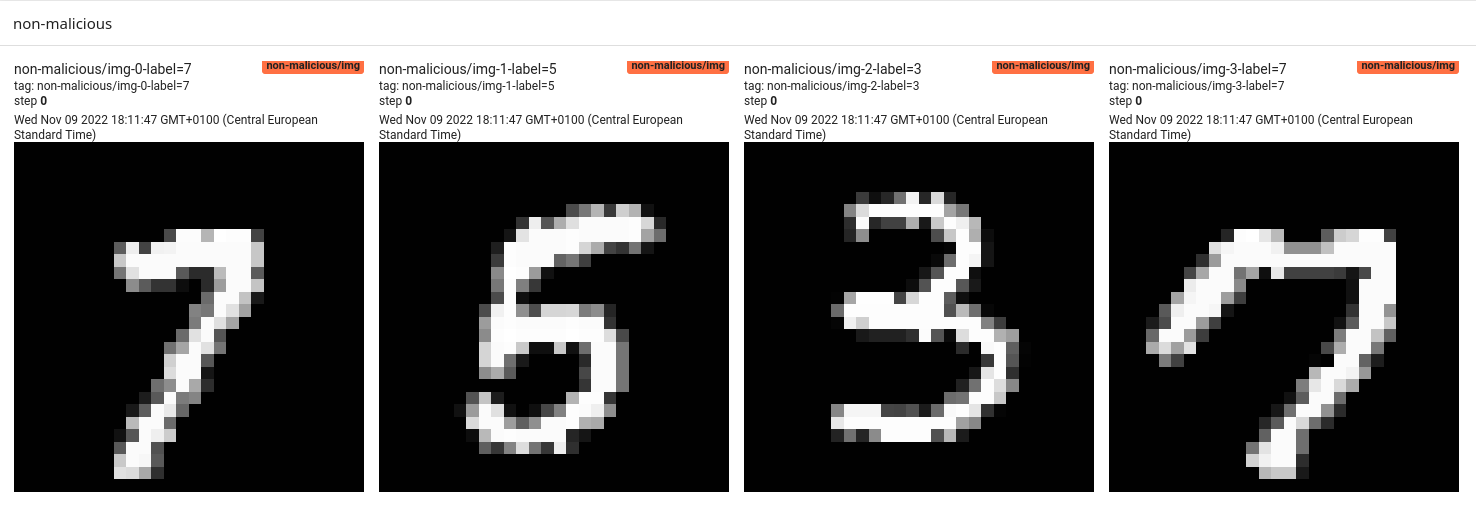 non-malicious
non-malicious/img-0-label=7
non-malicious/img
tag: non-malicious/img-0-label=7
step 0
Wed Nov 09 2022 18:11:47 GMT+0100 (Central European
Standard Time)
7
non-malicious/img-1-label=5
non-malicious/img
tag: non-malicious/img-1-label=5
step 0
Wed Nov 09 2022 18:11:47 GMT+0100 (Central European
Standard Time)
5
non-malicious/img-2-label=3
non-malicious/img
tag: non-malicious/img-2-label=3
step 0
Wed Nov 09 2022 18:11:47 GMT+0100 (Central European
Standard Time)
3
non-malicious/img-3-label=7
non-malicious/img
tag: non-malicious/img-3-label=7
step 0
Wed Nov 09 2022 18:11:47 GMT+0100 (Central European
Standard Time)
7